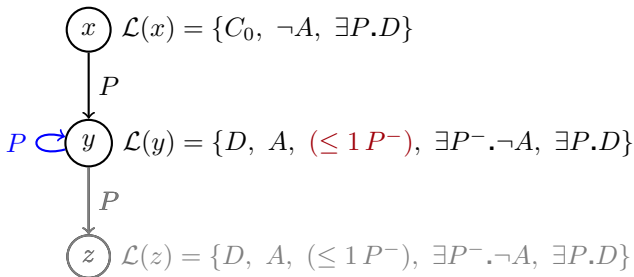 x L(x) = {C₀, ¬A, ∃P.D}
P
P y L(y) = {D, A, (≤ 1 P⁻), ∃P⁻.¬A, ∃P.D}
P
z L(z) = {D, A, (≤ 1 P⁻), ∃P⁻.¬A, ∃P.D}